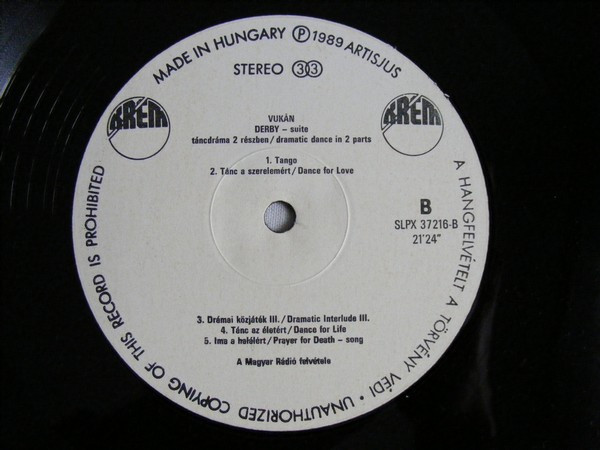 MADE IN HUNGARY Ⓟ 1989 ARTISJUS
STEREO 33
KRÉM
KRÉM
VUKÁN
DERBY – suite
táncdráma 2 részben/dramatic dance in 2 parts
1. Tango
2. Tánc a szerelemért/Dance for Love
B
SLPX 37216-B
21'24"
3. Drámai közjáték III./Dramatic Interlude III.
4. Tánc az életért/Dance for Life
5. Ima a halálért/Prayer for Death – song
A Magyar Rádió felvétele
A HANGFELVÉTELT A TÖRVÉNY VÉDI • UNAUTHORIZED COPYING OF THIS RECORD IS PROHIBITED